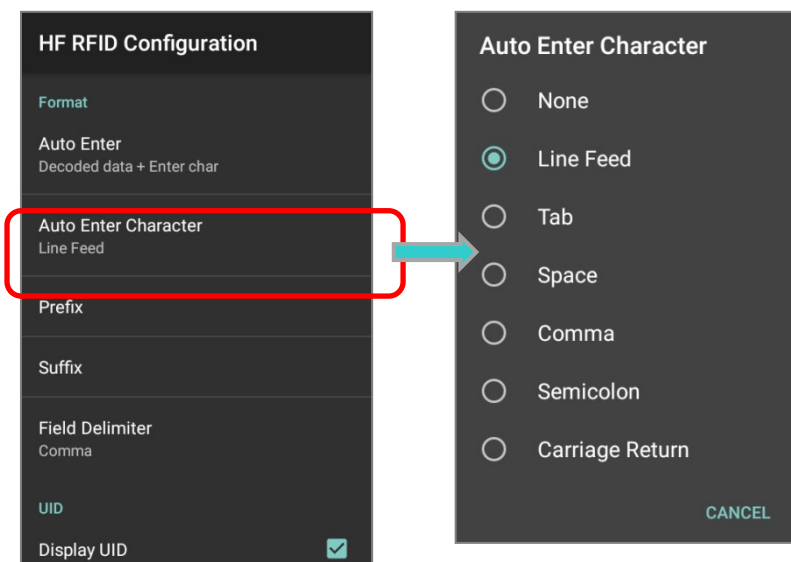 HF RFID Configuration
Format
Auto Enter
Decoded data + Enter char
Auto Enter Character
Line Feed
Prefix
Suffix
Field Delimiter
Comma
UID
Display UID
Auto Enter Character
None
Line Feed
Tab
Space
Comma
Semicolon
Carriage Return
CANCEL